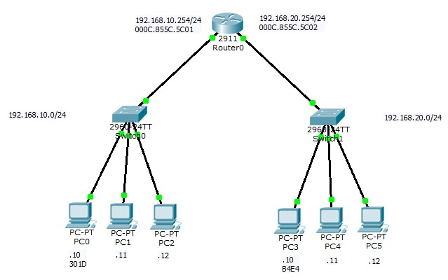 192.168.10.254/24
000C.855C.5C01
192.168.20.254/24
000C.855C.5C02
2911
Router0
192.168.10.0/24
192.168.20.0/24
2960-24TT
Switch0
2960-24TT
Switch1
PC-PT
PC0
PC-PT
PC1
PC-PT
PC2
PC-PT
PC3
PC-PT
PC4
PC-PT
PC5
.10
.11
.12
301D
.10
.11
.12
B4E4